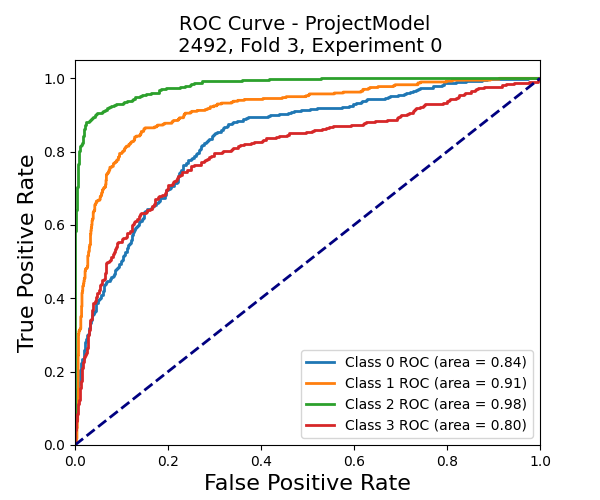 ROC Curve - ProjectModel
2492, Fold 3, Experiment 0
True Positive Rate
1.0
0.8
0.6
0.4
0.2
0.0
Class 0 ROC (area = 0.84)
Class 1 ROC (area = 0.91)
Class 2 ROC (area = 0.98)
Class 3 ROC (area = 0.80)
0.0 0.2 0.4 0.6 0.8 1.0
False Positive Rate